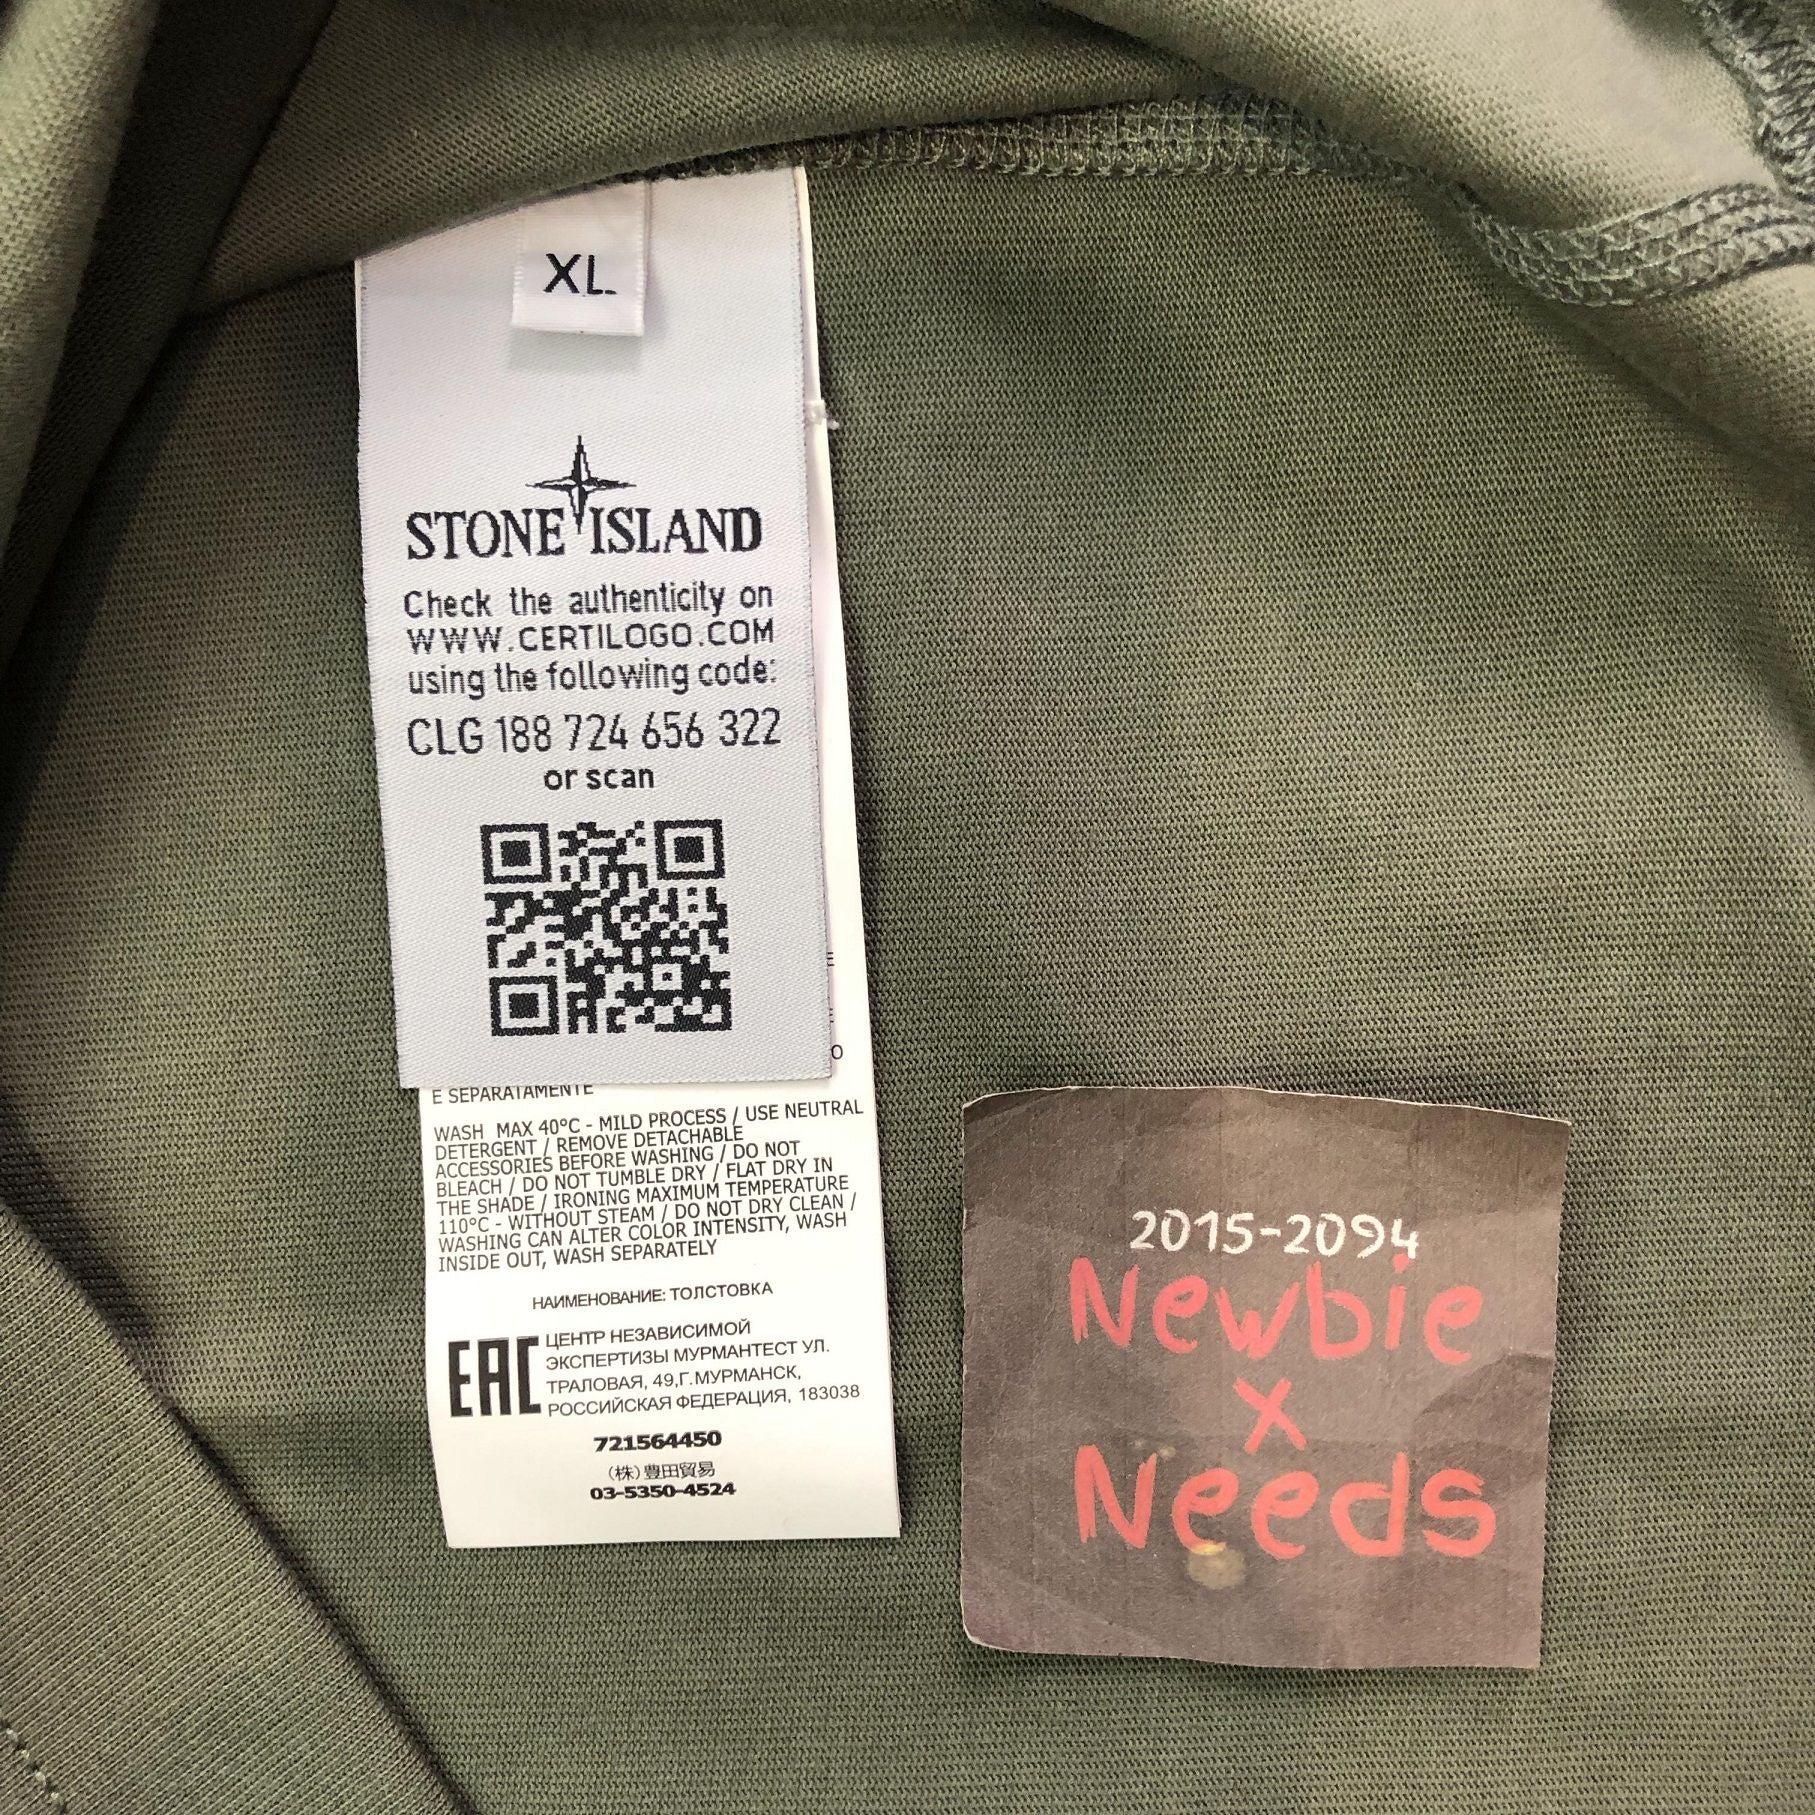 XL
STONE ISLAND
Check the authenticity on
WWW.CERTILOGO.COM
using the following code:
CLG 188 724 656 322
or scan
E SEPARATAMENTE
WASH MAX 40°C - MILD PROCESS / USE NEUTRAL
DETERGENT / REMOVE DETACHABLE
ACCESSORIES BEFORE WASHING / DO NOT
BLEACH / DO NOT TUMBLE DRY / FLAT DRY IN
THE SHADE / IRONING MAXIMUM TEMPERATURE
110°C - WITHOUT STEAM / DO NOT DRY CLEAN /
WASHING CAN ALTER COLOR INTENSITY, WASH
INSIDE OUT, WASH SEPARATELY
НАИМЕНОВАНИЕ: ТОЛСТОВКА
EAC
ЦЕНТР НЕЗАВИСИМОЙ
ЭКСПЕРТИЗЫ МУРМАНТЕСТ УЛ.
ТРАЛОВАЯ, 49,Г.МУРМАНСК,
РОССИЙСКАЯ ФЕДЕРАЦИЯ, 183038
721564450
(株)豊田貿易
03-5350-4524
2015-2094
Newbie
x
Needs